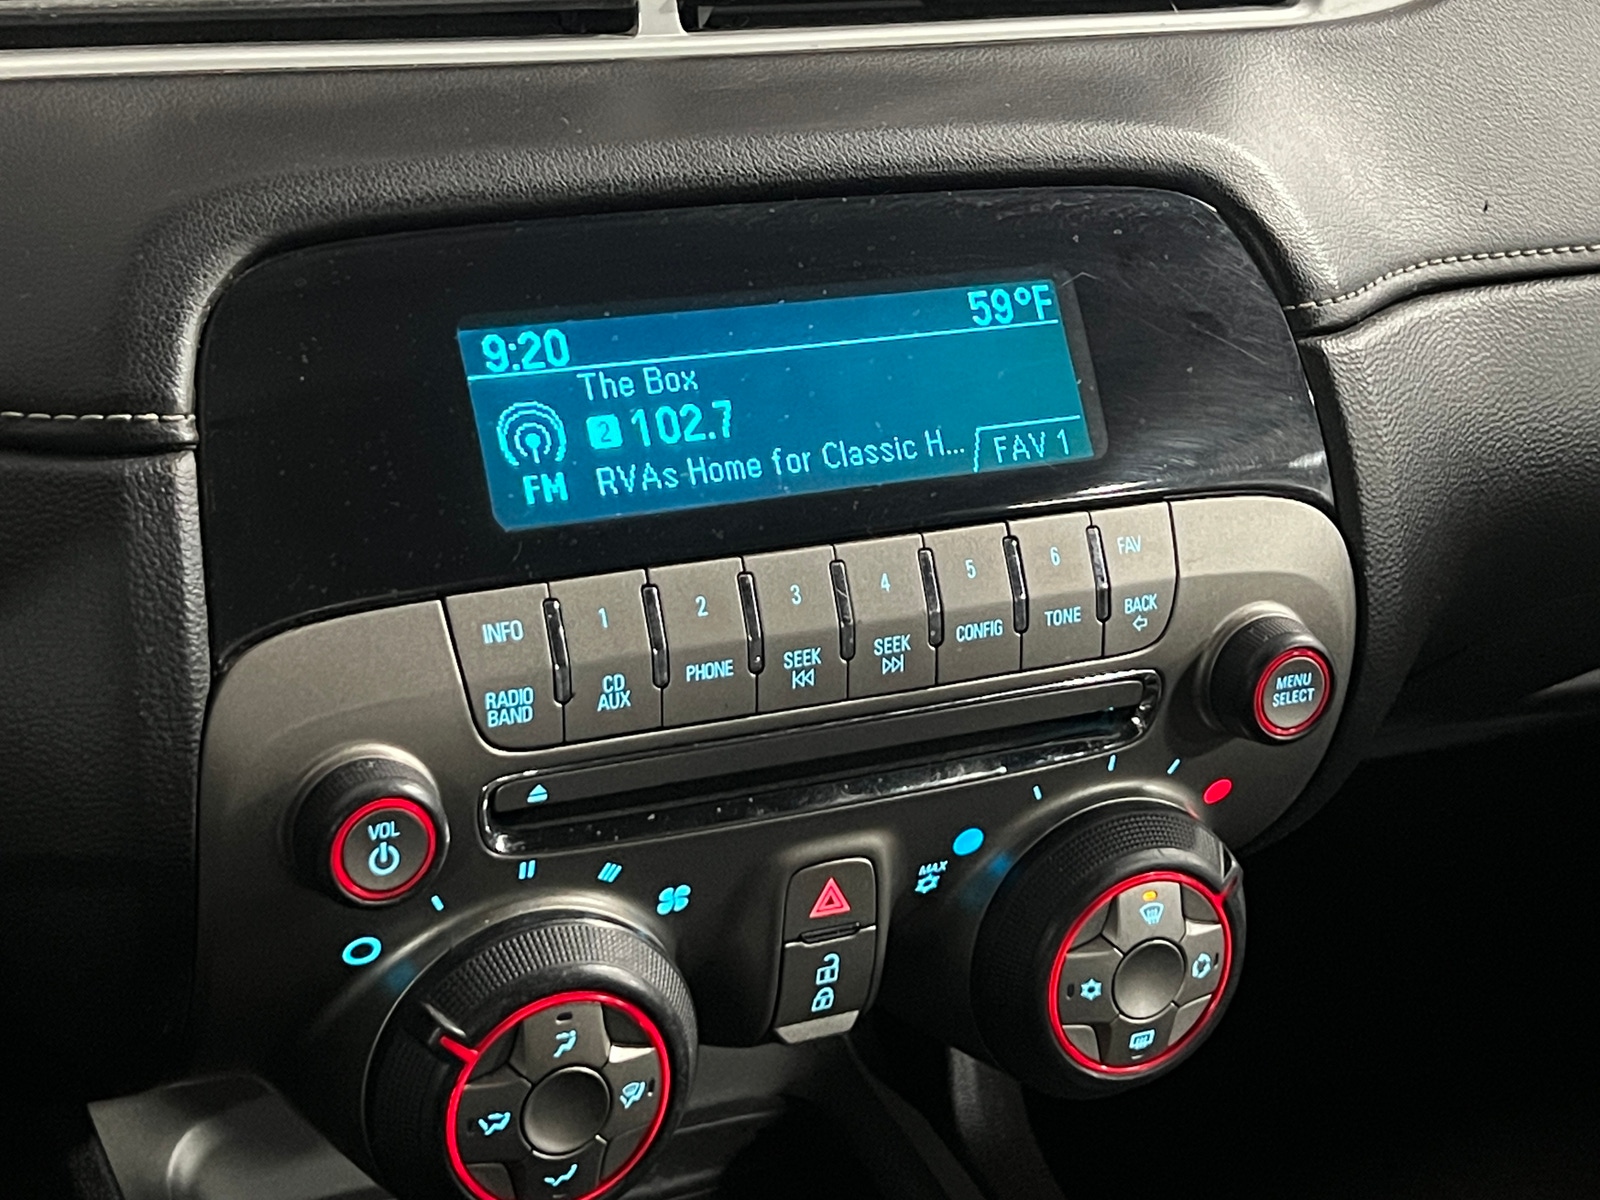 59°F
9:20
The Box
2 102.7
FM
RVAs Home for Classic H...
FAV 1
INFO
1
2
3
4
5
6
FAV
RADIO
BAND
CD
AUX
PHONE
SEEK
SEEK
CONFIG
TONE
BACK
MENU
SELECT
VOL
MAX